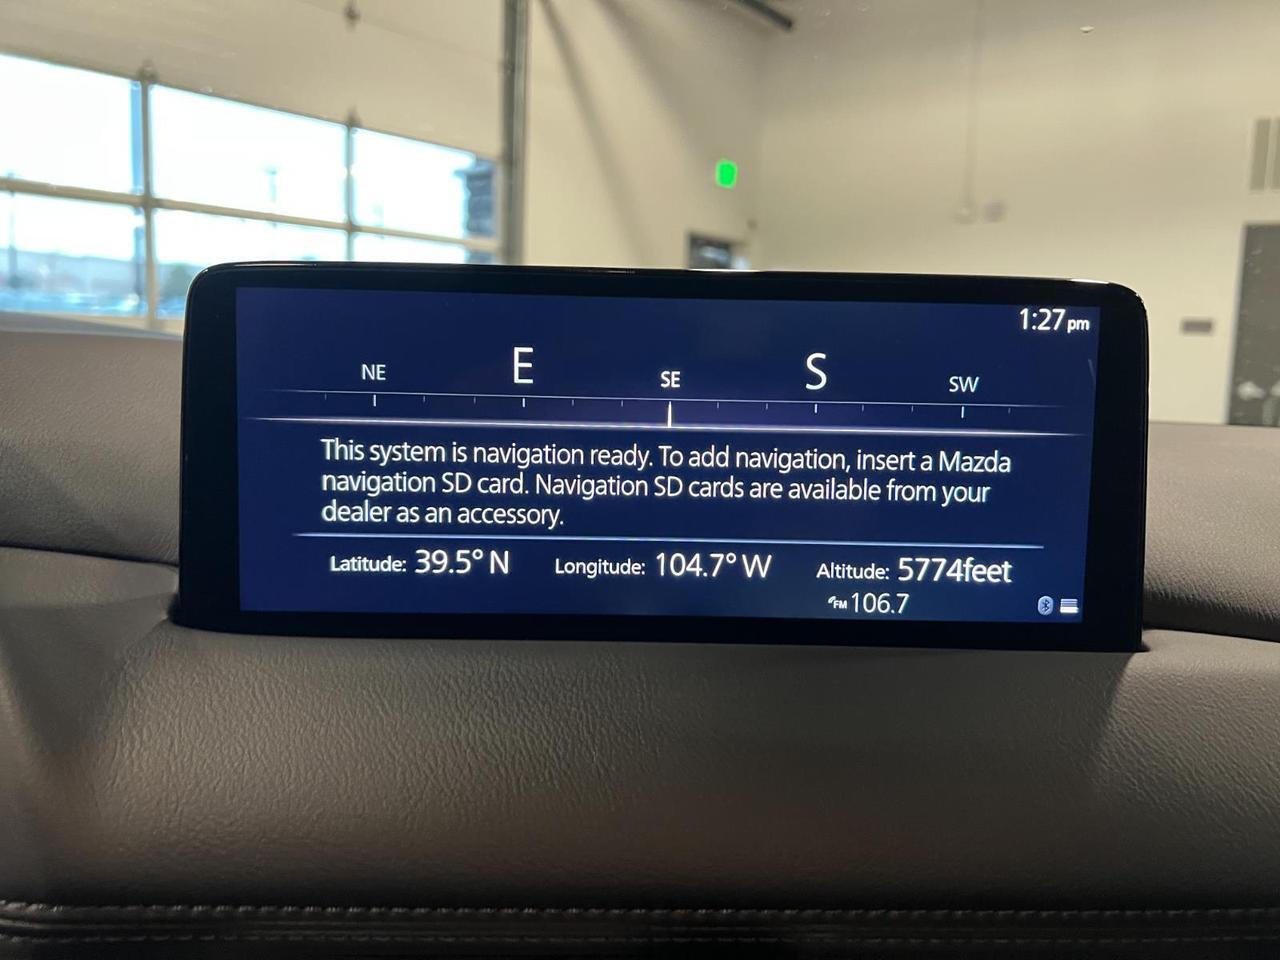 1:27 pm
NE E SE S SW
This system is navigation ready. To add navigation, insert a Mazda
navigation SD card. Navigation SD cards are available from your
dealer as an accessory.
Latitude: 39.5° N Longitude: 104.7° W Altitude: 5774feet
FM 106.7